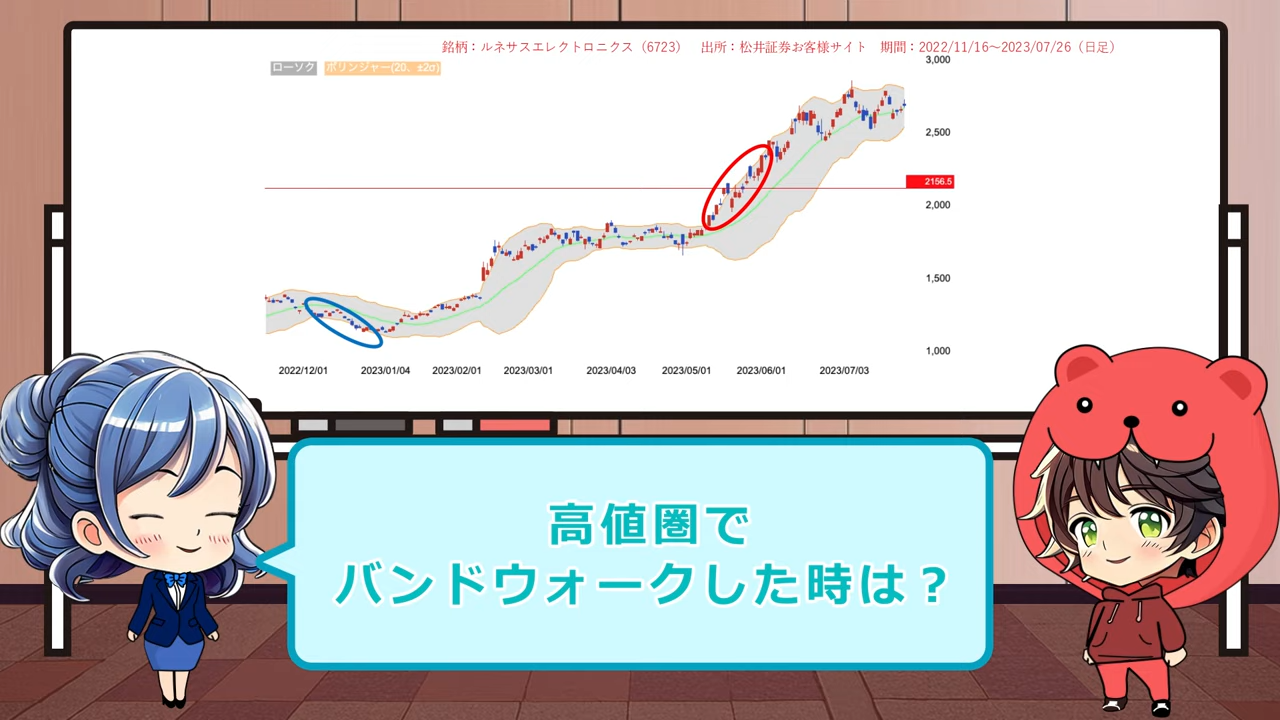 銘柄：ルネサスエレクトロニクス（6723）　出所：松井証券お客様サイト　期間：2022/11/16～2023/07/26（日足）
ローソク ボリンジャー(20、±2σ)
3,000
2,500
2156.5
2,000
1,500
1,000
2022/12/01 2023/01/04 2023/02/01 2023/03/01 2023/04/03 2023/05/01 2023/06/01 2023/07/03
高値圏で
バンドウォークした時は？